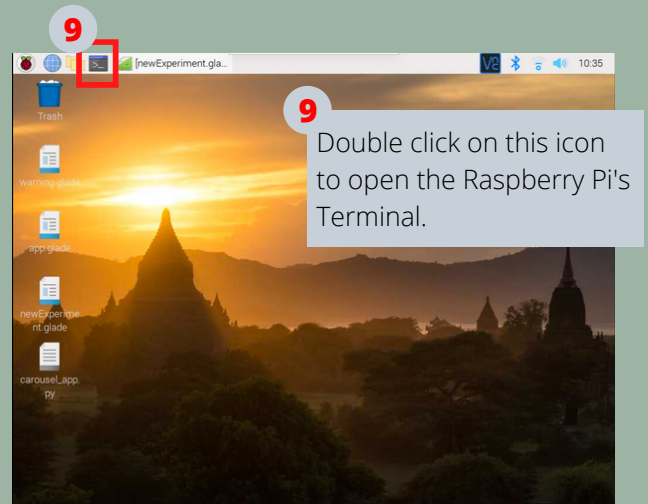 9
[newExperiment.gla...
V2
10:35
9
Double click on this icon
to open the Raspberry Pi's
Terminal.
Trash
warning.glade
app.glade
newExperime
nt.glade
carousel_app.
py